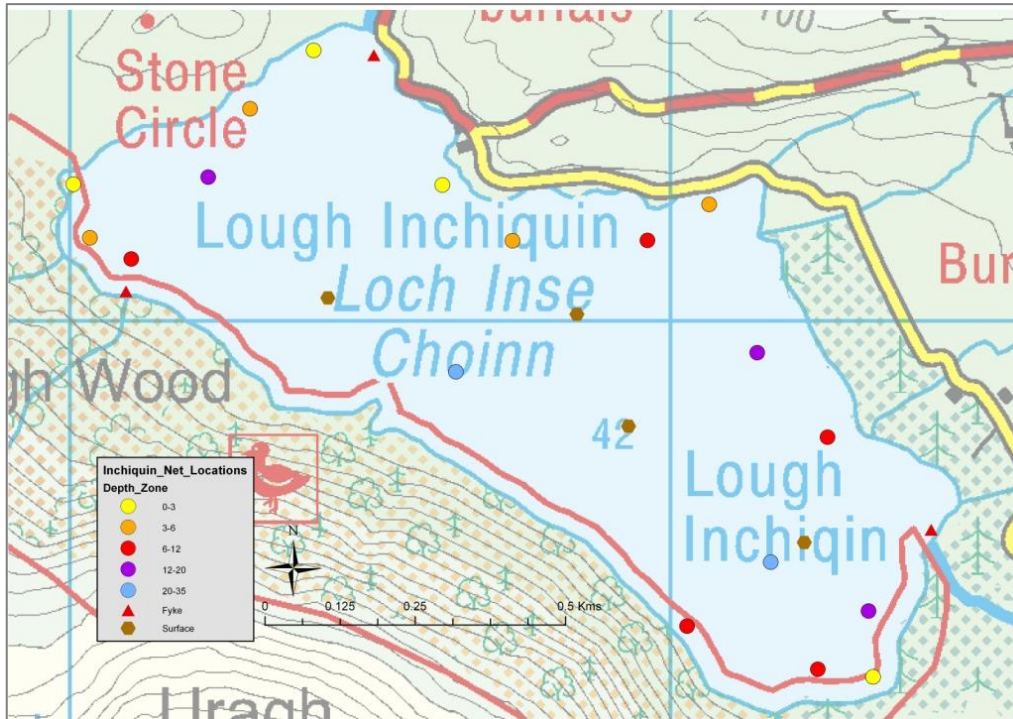 burials
100
Stone
Circle
Lough Inchiquin
Loch Inse
Choinn
Bur
gh Wood
42
Lough
Inchiqin
Inchiquin_Net_Locations
Depth_Zone
0-3
3-6
6-12
12-20
20-35
Fyke
Surface
N
0 0.125 0.25 0.5 Kms
Uragh